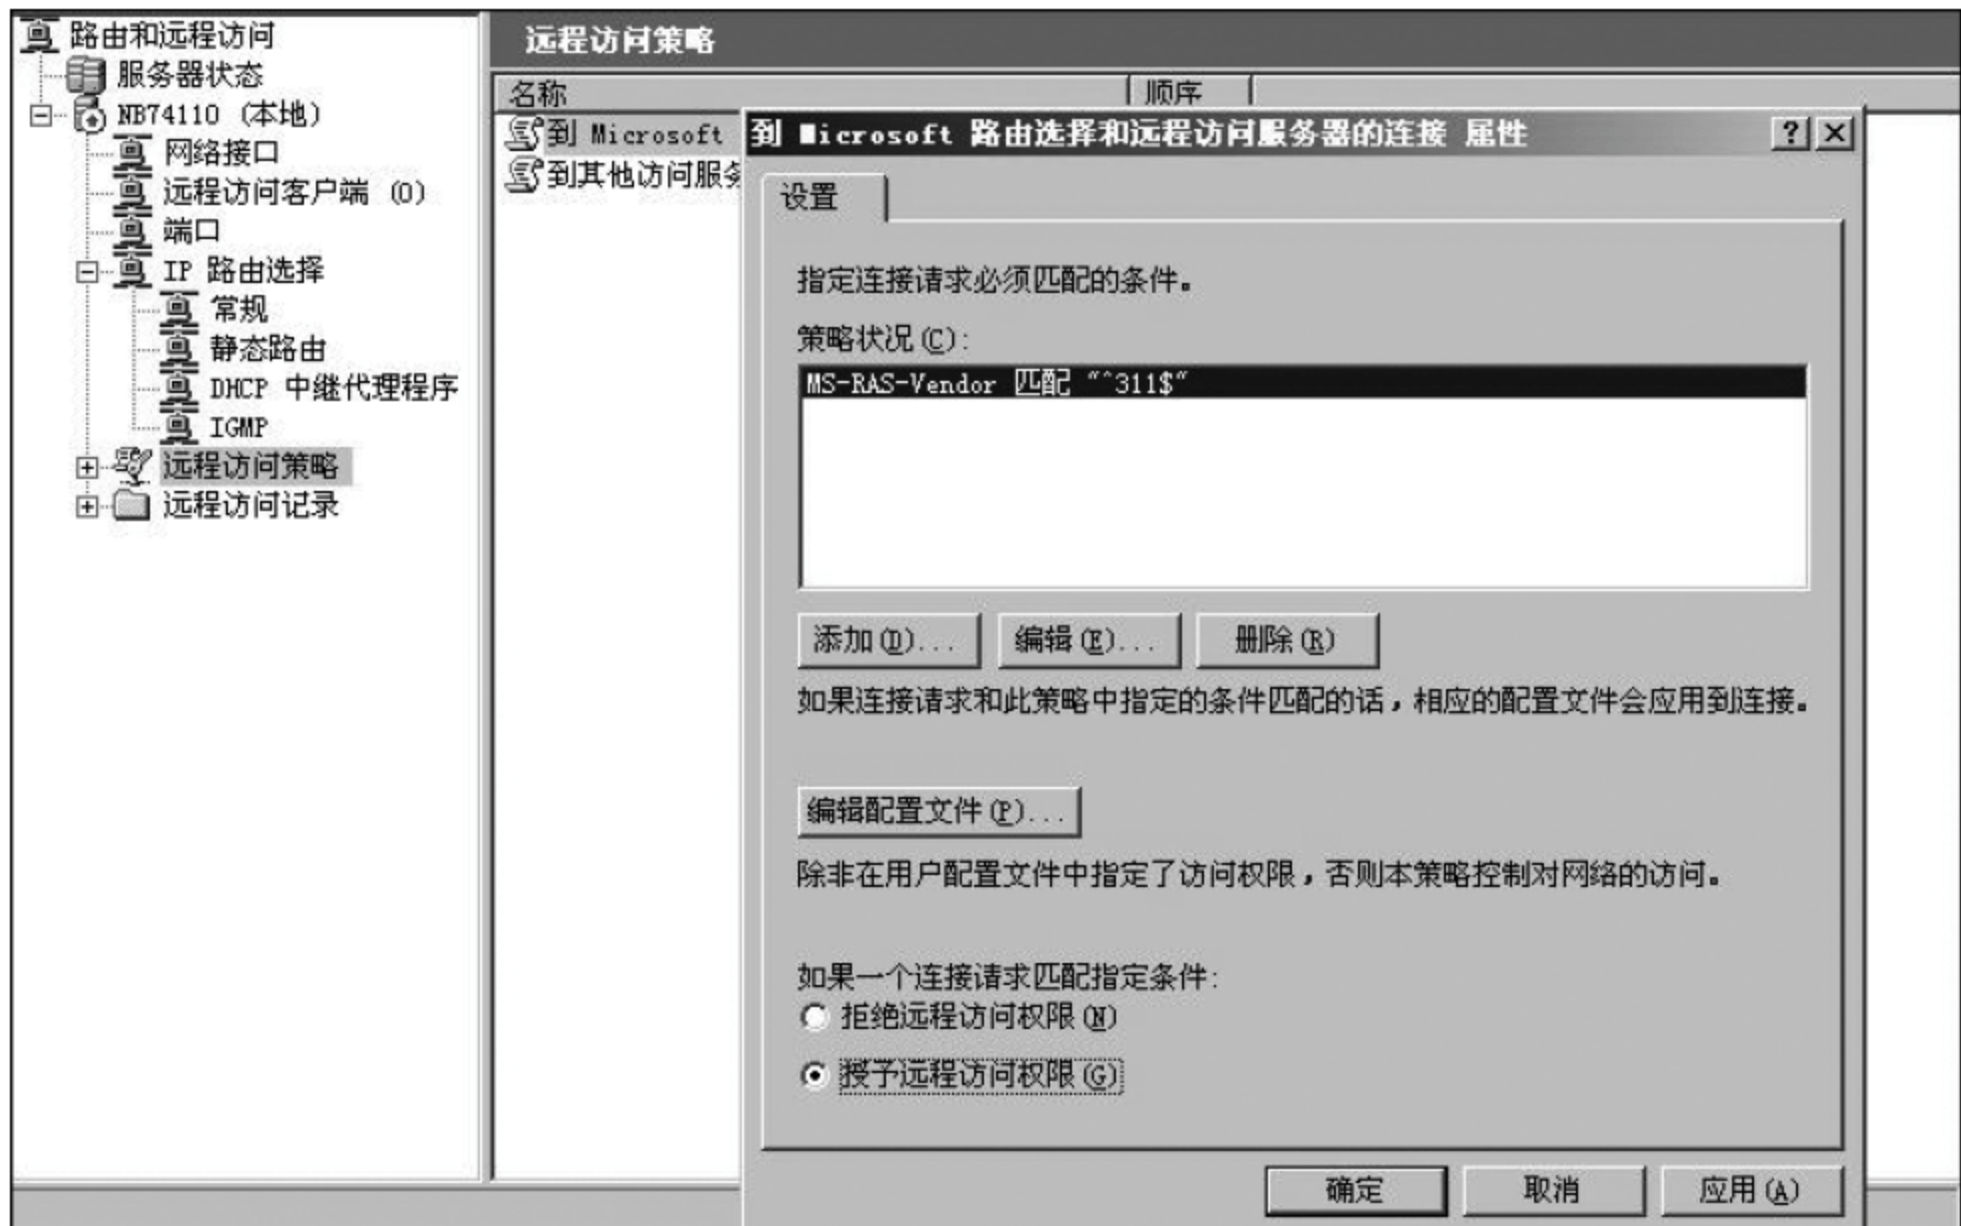 路由和远程访问
服务器状态
NB74110 (本地)
网络接口
远程访问客户端 (0)
端口
IP 路由选择
常规
静态路由
DHCP 中继代理程序
IGMP
远程访问策略
远程访问记录
远程访问策略
名称 顺序
到 Microsoft
到其他访问服务
到 Microsoft 路由选择和远程访问服务器的连接 属性
设置
指定连接请求必须匹配的条件。
策略状况(C):
MS-RAS-Vendor 匹配 "^311$"
添加(D)... 编辑(E)... 删除(R)
如果连接请求和此策略中指定的条件匹配的话，相应的配置文件会应用到连接。
编辑配置文件(P)...
除非在用户配置文件中指定了访问权限，否则本策略控制对网络的访问。
如果一个连接请求匹配指定条件:
拒绝远程访问权限(N)
授予远程访问权限(G)
确定 取消 应用(A)